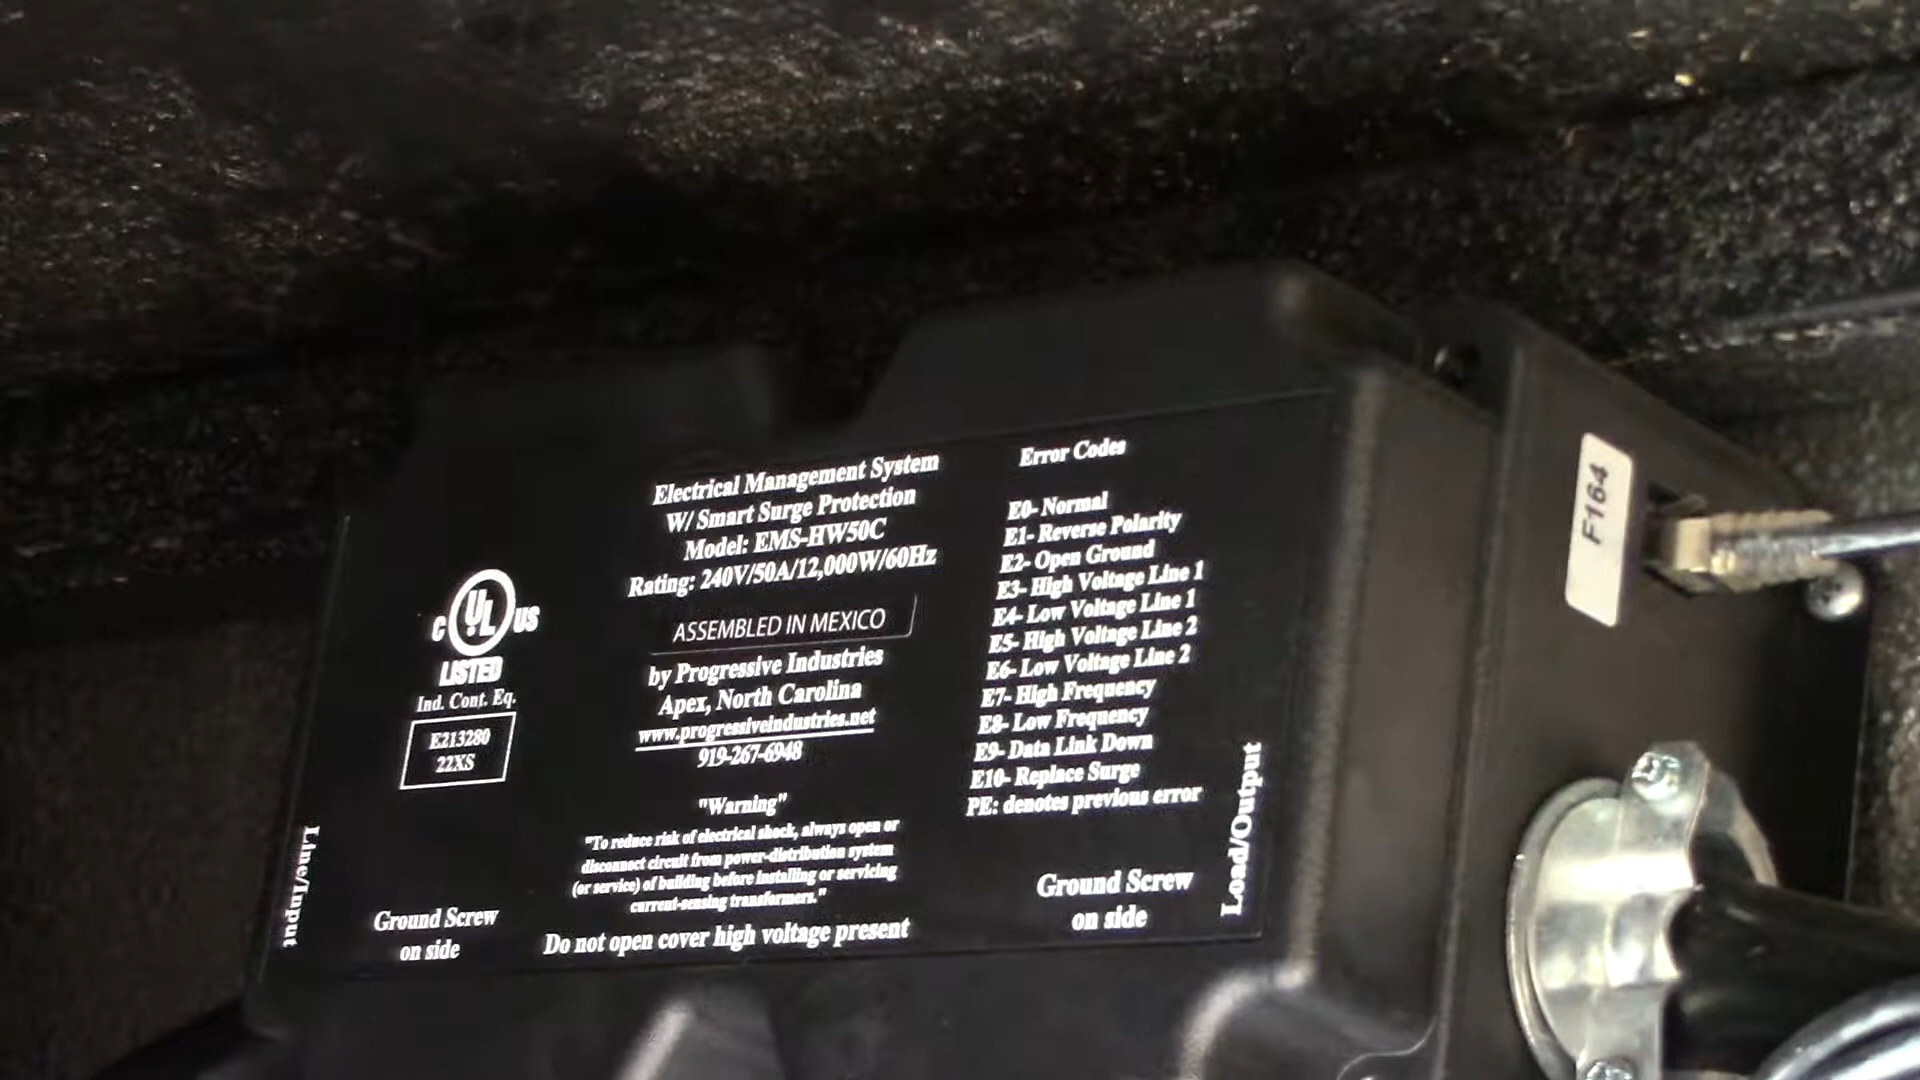 Electrical Management System
W/ Smart Surge Protection
Model: EMS-HW50C
Rating: 240V/50A/12,000W/60Hz
ASSEMBLED IN MEXICO
by Progressive Industries
Apex, North Carolina
www.progressiveindustries.net
919-267-6948
"Warning"
"To reduce risk of electrical shock, always open or
disconnect circuit from power-distribution system
(or service) of building before installing or servicing
current-sensing transformers."
Do not open cover high voltage present
C UL US
LISTED
Ind. Cont. Eq.
E213280
22XS
Line/Input
Ground Screw
on side
Error Codes
E0- Normal
E1- Reverse Polarity
E2- Open Ground
E3- High Voltage Line 1
E4- Low Voltage Line 1
E5- High Voltage Line 2
E6- Low Voltage Line 2
E7- High Frequency
E8- Low Frequency
E9- Data Link Down
E10- Replace Surge
PE: denotes previous error
Ground Screw
on side
Load/Output
F164